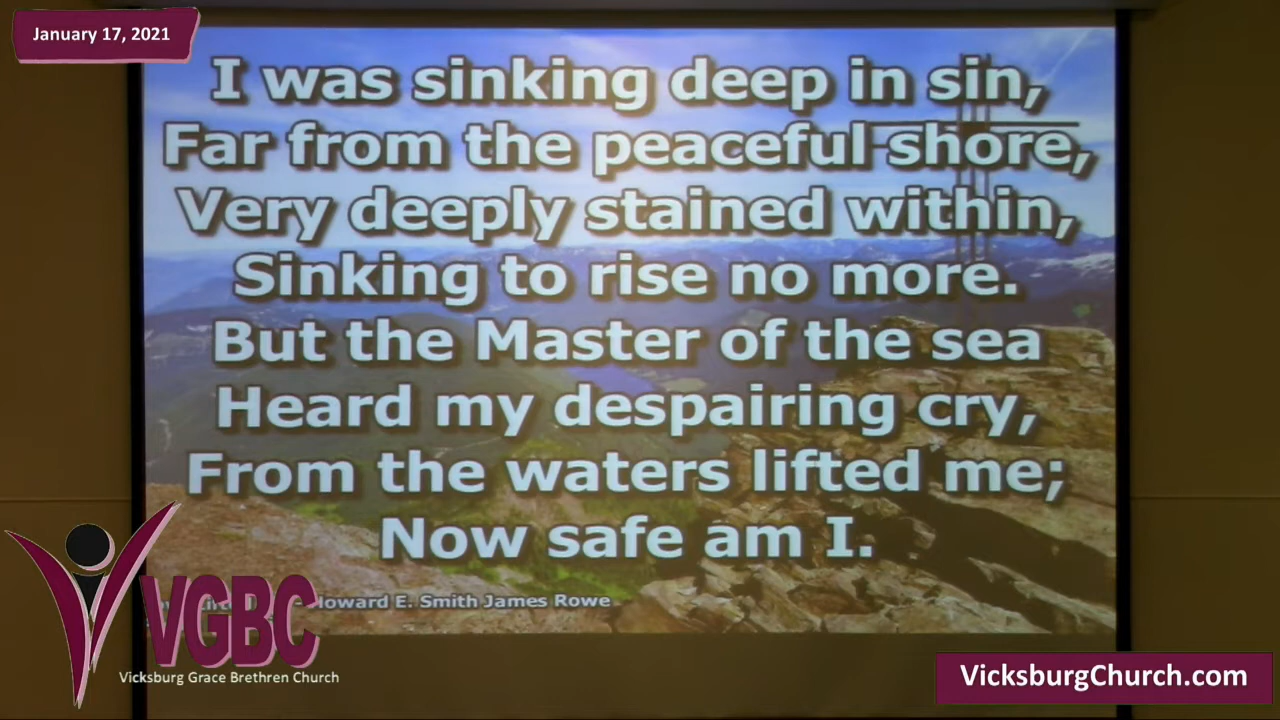 January 17, 2021
I was sinking deep in sin,
Far from the peaceful shore,
Very deeply stained within,
Sinking to rise no more.
But the Master of the sea
Heard my despairing cry,
From the waters lifted me;
Now safe am I.
Howard E. Smith James Rowe
VGBC
Vicksburg Grace Brethren Church
VicksburgChurch.com